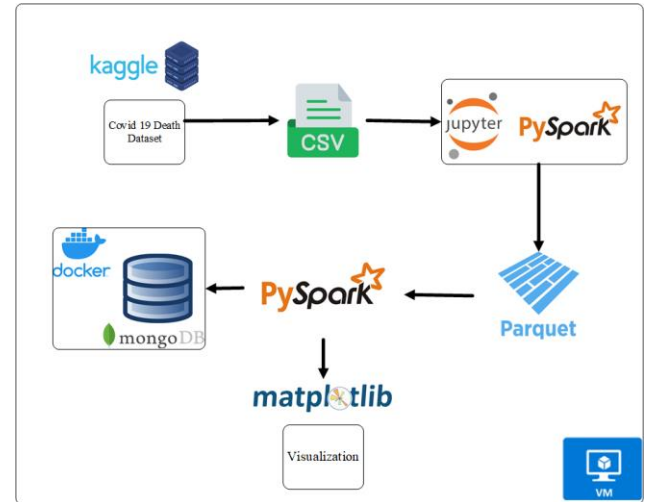 kaggle
Covid 19 Death
Dataset
CSV
jupyter
PySpark
docker
mongoDB
PySpark
Parquet
matplotlib
Visualization
VM